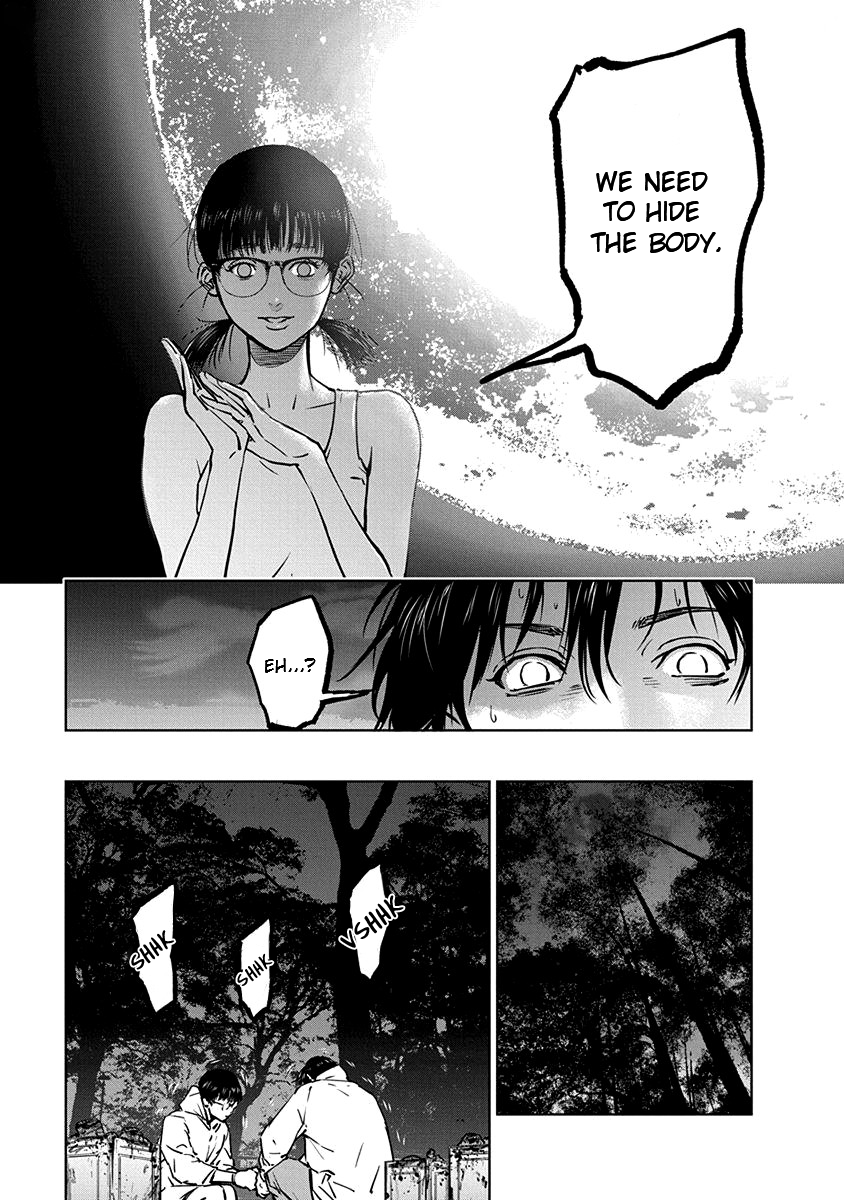 WE NEED
TO HIDE
THE BODY.
EH...?
VSHHK
SHHK
SHHK